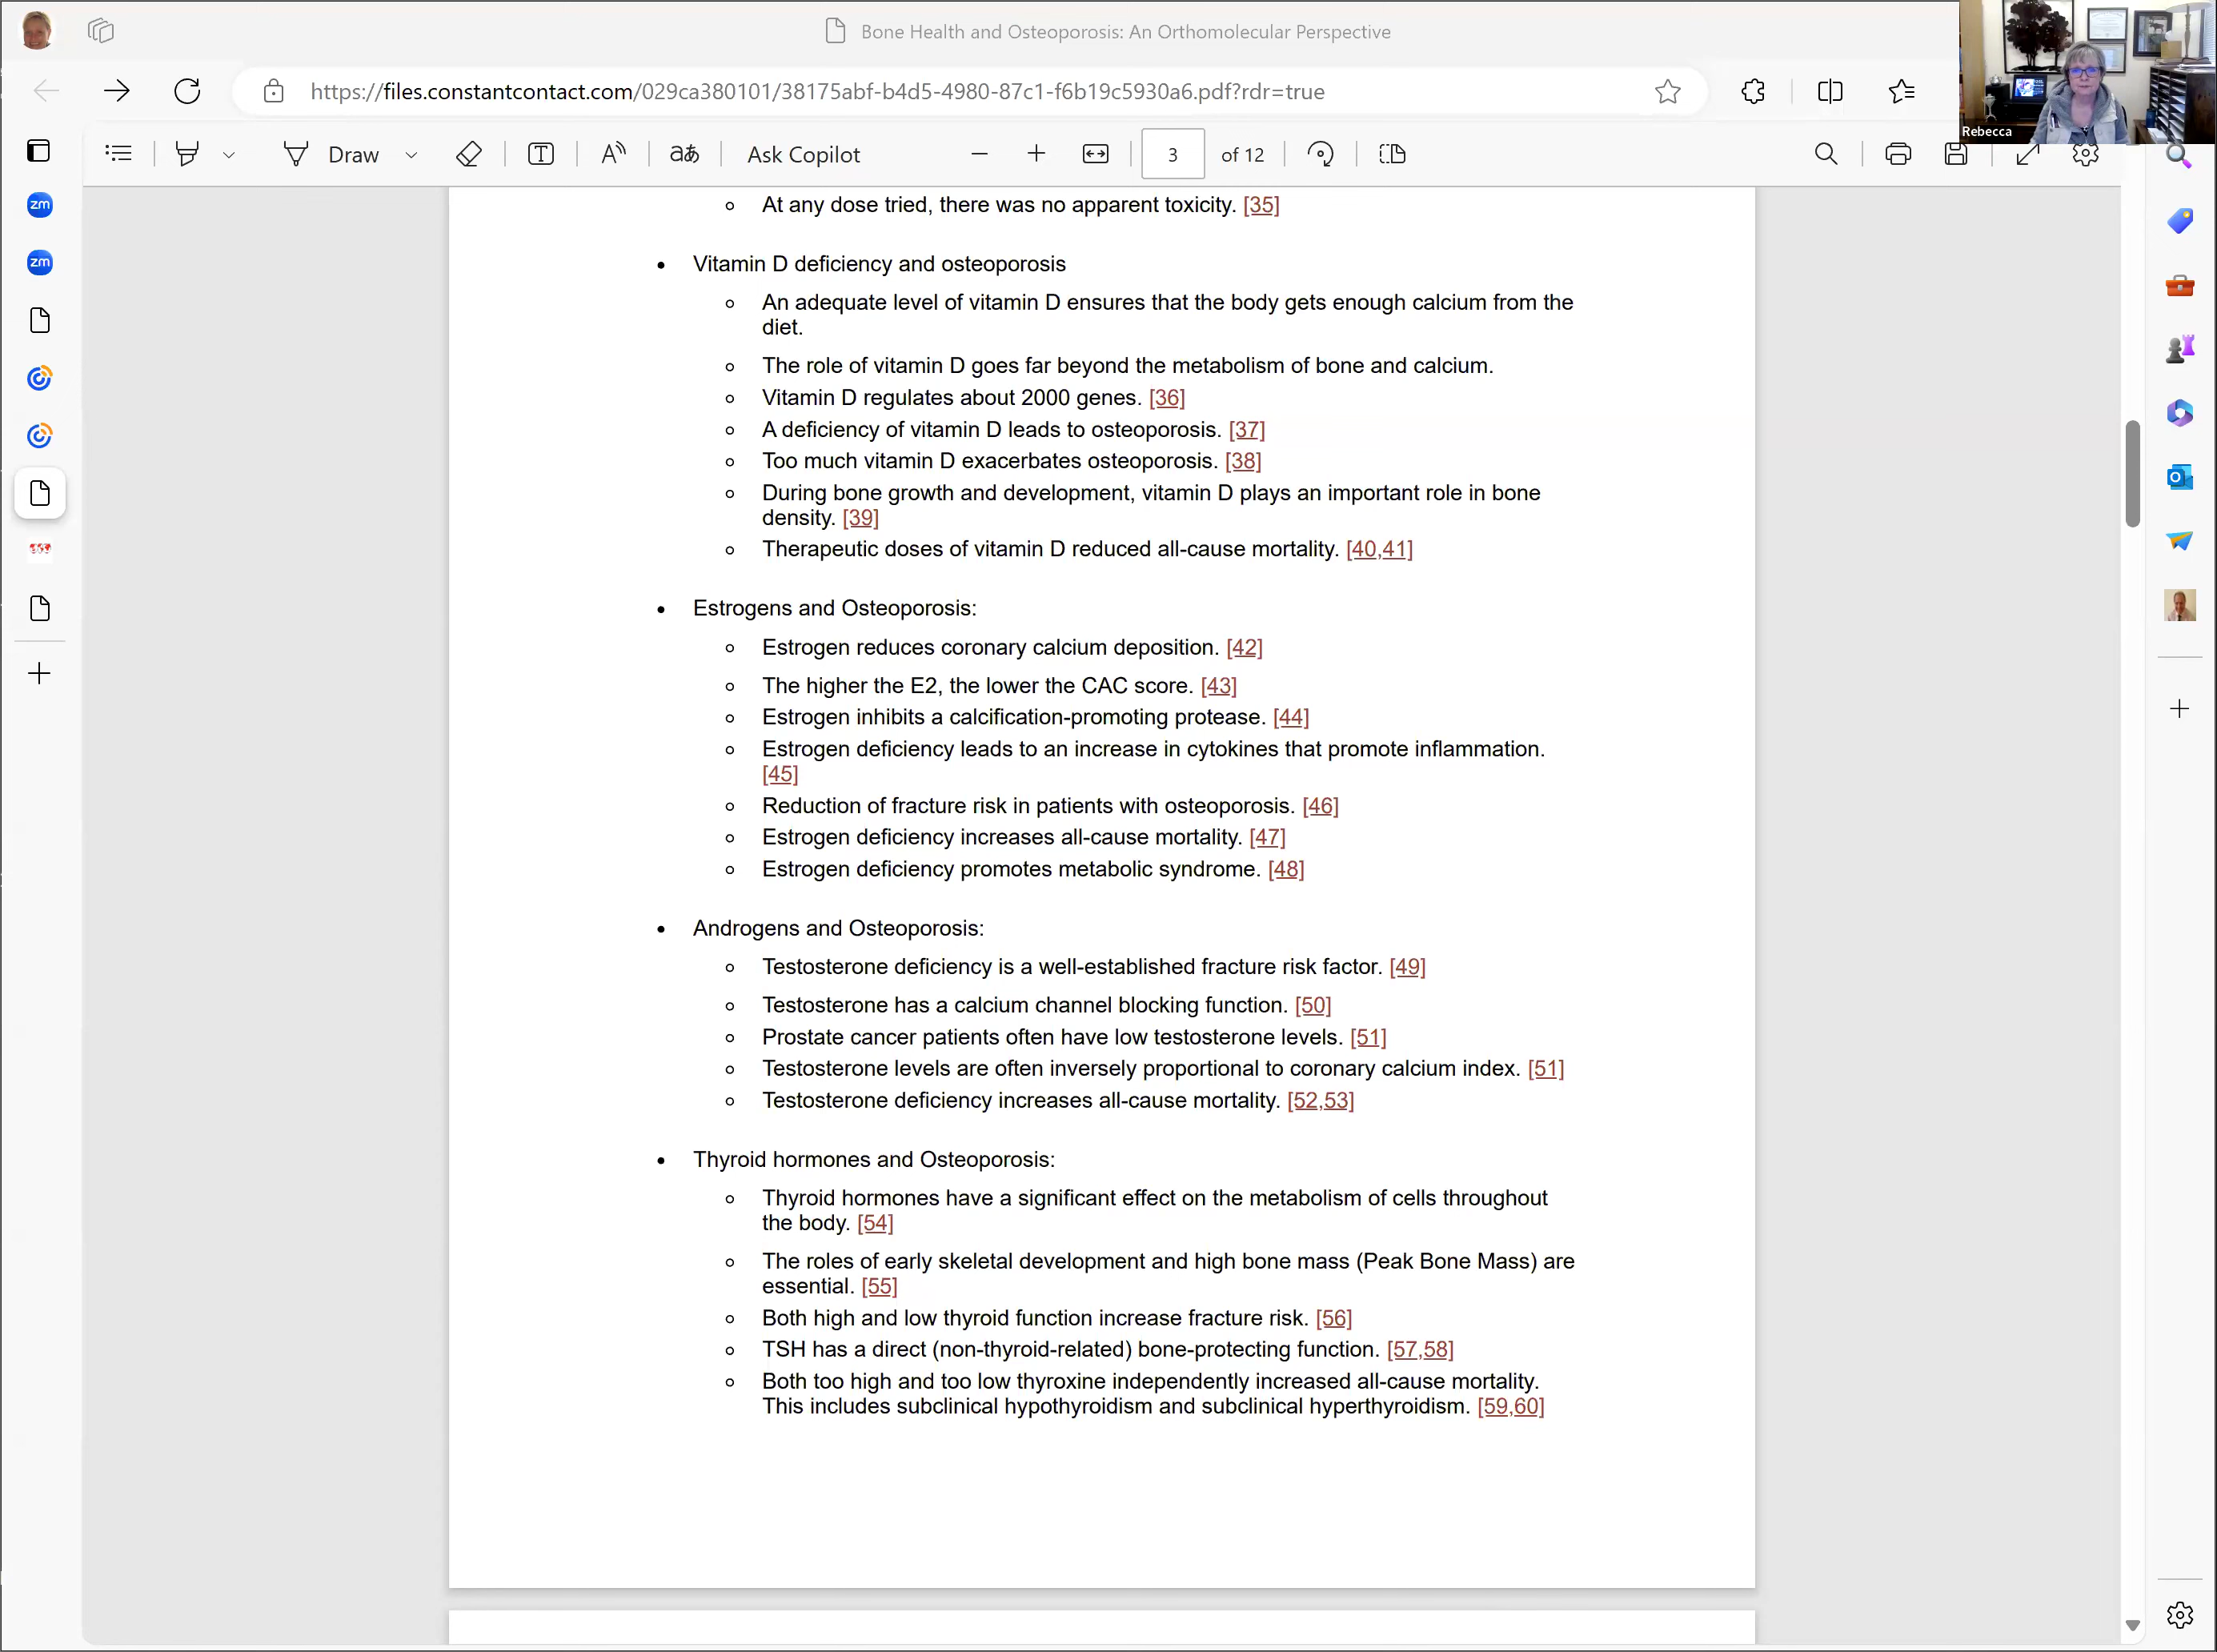 Bone Health and Osteoporosis: An Orthomolecular Perspective
https://files.constantcontact.com/029ca380101/38175abf-b4d5-4980-87c1-f6b19c5930a6.pdf?rdr=true
Rebecca
Draw
aあ
Ask Copilot
3 of 12
zm
zm
o At any dose tried, there was no apparent toxicity. [35]
• Vitamin D deficiency and osteoporosis
o An adequate level of vitamin D ensures that the body gets enough calcium from the
diet.
o The role of vitamin D goes far beyond the metabolism of bone and calcium.
o Vitamin D regulates about 2000 genes. [36]
o A deficiency of vitamin D leads to osteoporosis. [37]
o Too much vitamin D exacerbates osteoporosis. [38]
o During bone growth and development, vitamin D plays an important role in bone
density. [39]
o Therapeutic doses of vitamin D reduced all-cause mortality. [40,41]
• Estrogens and Osteoporosis:
o Estrogen reduces coronary calcium deposition. [42]
o The higher the E2, the lower the CAC score. [43]
o Estrogen inhibits a calcification-promoting protease. [44]
o Estrogen deficiency leads to an increase in cytokines that promote inflammation.
[45]
o Reduction of fracture risk in patients with osteoporosis. [46]
o Estrogen deficiency increases all-cause mortality. [47]
o Estrogen deficiency promotes metabolic syndrome. [48]
• Androgens and Osteoporosis:
o Testosterone deficiency is a well-established fracture risk factor. [49]
o Testosterone has a calcium channel blocking function. [50]
o Prostate cancer patients often have low testosterone levels. [51]
o Testosterone levels are often inversely proportional to coronary calcium index. [51]
o Testosterone deficiency increases all-cause mortality. [52,53]
• Thyroid hormones and Osteoporosis:
o Thyroid hormones have a significant effect on the metabolism of cells throughout
the body. [54]
o The roles of early skeletal development and high bone mass (Peak Bone Mass) are
essential. [55]
o Both high and low thyroid function increase fracture risk. [56]
o TSH has a direct (non-thyroid-related) bone-protecting function. [57,58]
o Both too high and too low thyroxine independently increased all-cause mortality.
This includes subclinical hypothyroidism and subclinical hyperthyroidism. [59,60]